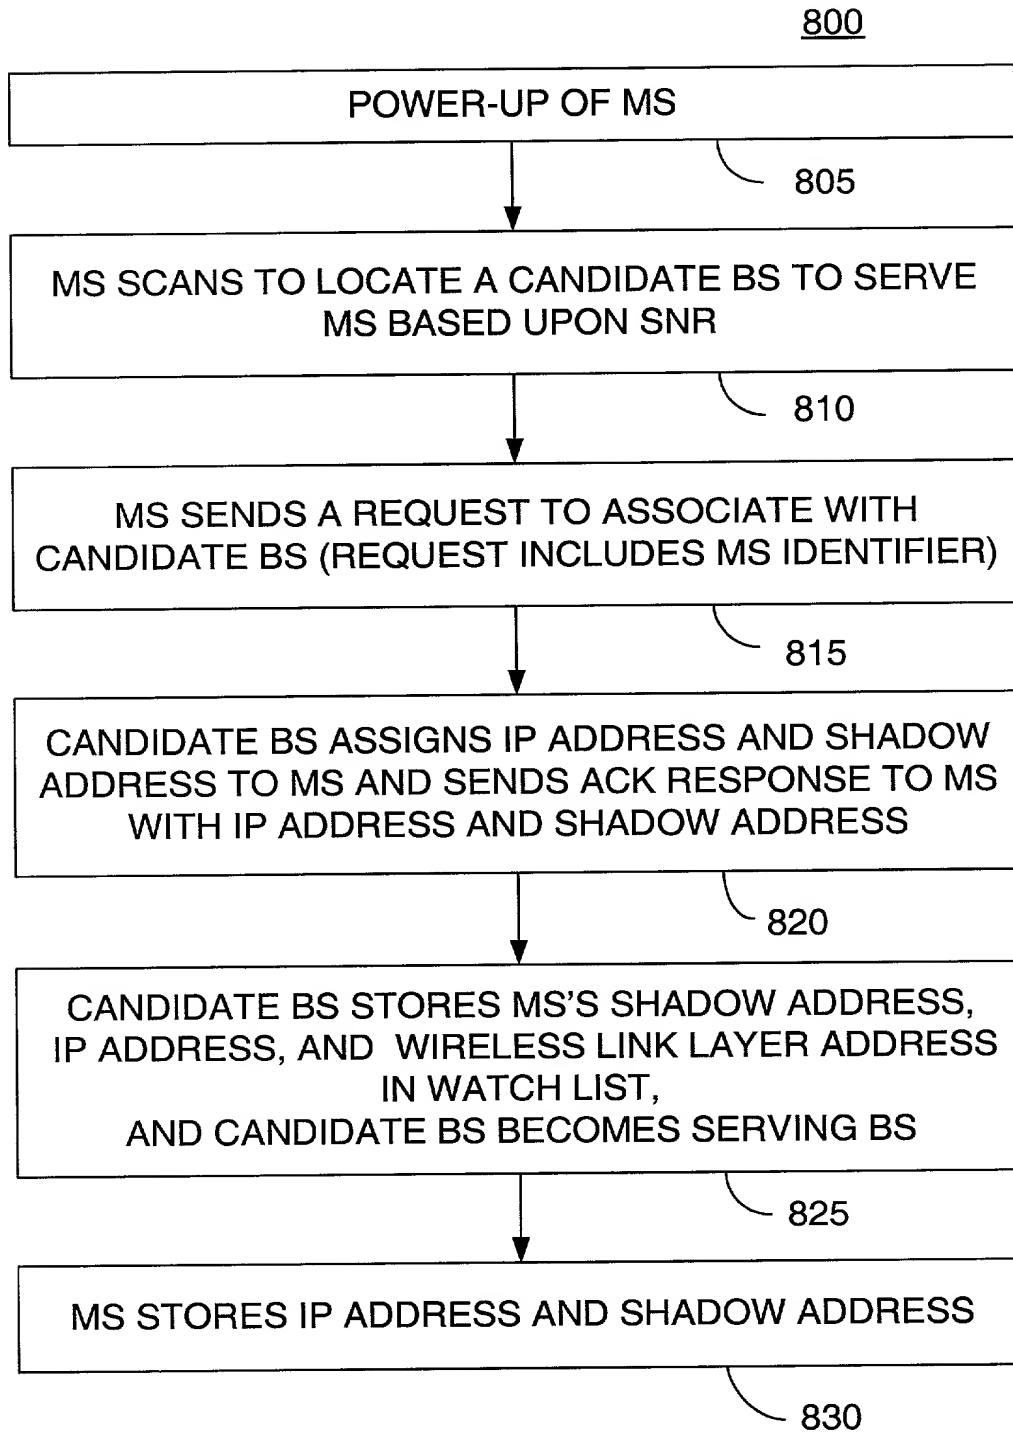 800
POWER-UP OF MS
805
MS SCANS TO LOCATE A CANDIDATE BS TO SERVE
MS BASED UPON SNR
810
MS SENDS A REQUEST TO ASSOCIATE WITH
CANDIDATE BS (REQUEST INCLUDES MS IDENTIFIER)
815
CANDIDATE BS ASSIGNS IP ADDRESS AND SHADOW
ADDRESS TO MS AND SENDS ACK RESPONSE TO MS
WITH IP ADDRESS AND SHADOW ADDRESS
820
CANDIDATE BS STORES MS'S SHADOW ADDRESS,
IP ADDRESS, AND WIRELESS LINK LAYER ADDRESS
IN WATCH LIST,
AND CANDIDATE BS BECOMES SERVING BS
825
MS STORES IP ADDRESS AND SHADOW ADDRESS
830